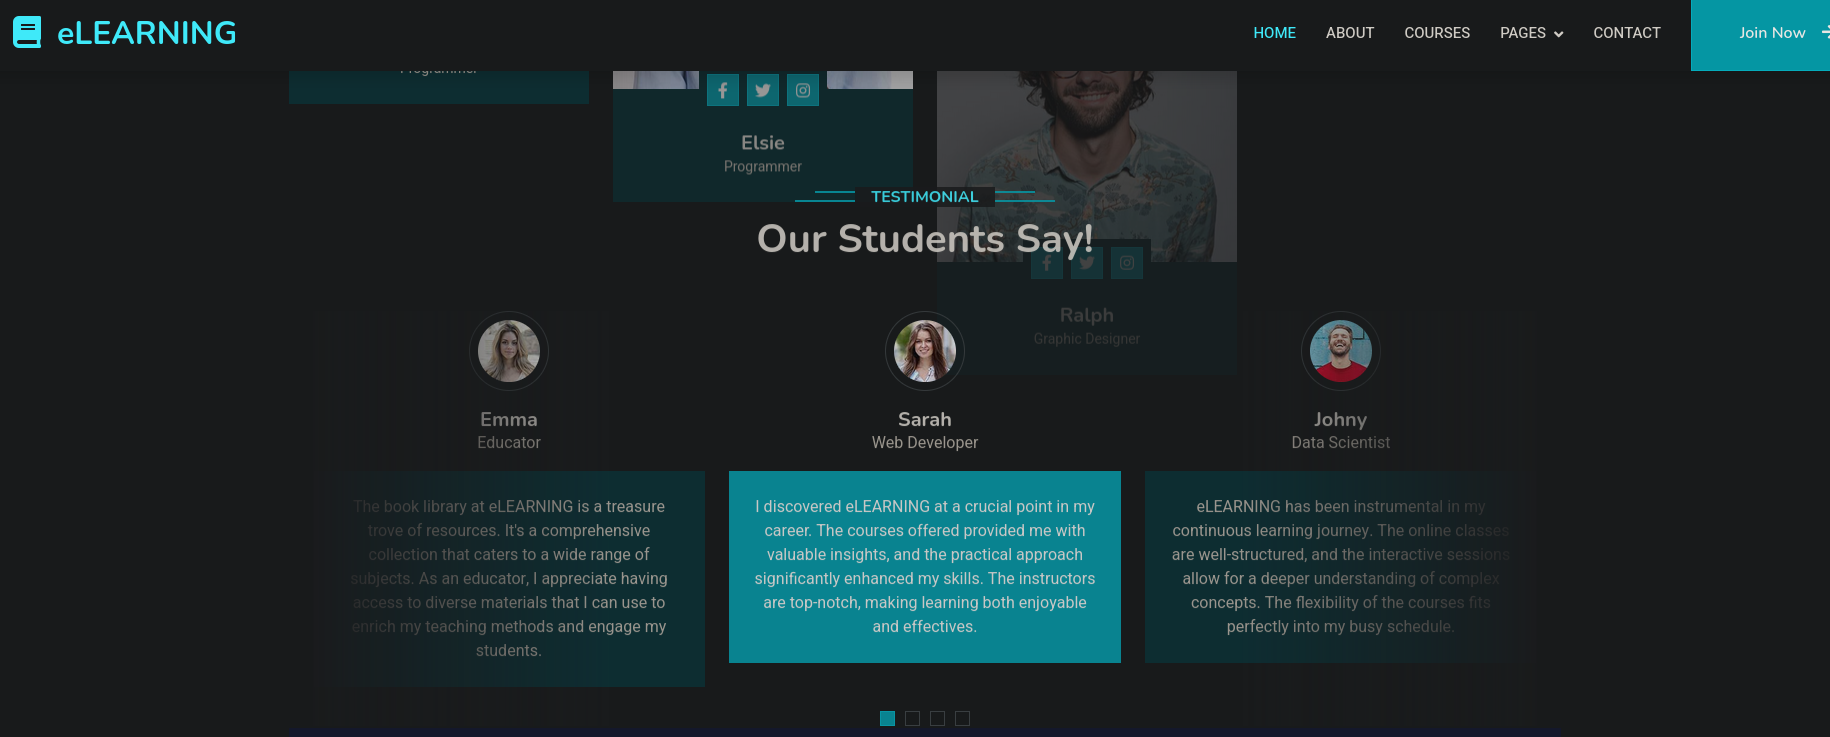 eLEARNING
HOME ABOUT COURSES PAGES CONTACT Join Now
Programmer
Elsie
Programmer
TESTIMONIAL
Our Students Say!
Ralph
Graphic Designer
Emma
Educator
The book library at eLEARNING is a treasure
trove of resources. It's a comprehensive
collection that caters to a wide range of
subjects. As an educator, I appreciate having
access to diverse materials that I can use to
enrich my teaching methods and engage my
students.
Sarah
Web Developer
I discovered eLEARNING at a crucial point in my
career. The courses offered provided me with
valuable insights, and the practical approach
significantly enhanced my skills. The instructors
are top-notch, making learning both enjoyable
and effectives.
Johny
Data Scientist
eLEARNING has been instrumental in my
continuous learning journey. The online classes
are well-structured, and the interactive sessions
allow for a deeper understanding of complex
concepts. The flexibility of the courses fits
perfectly into my busy schedule.